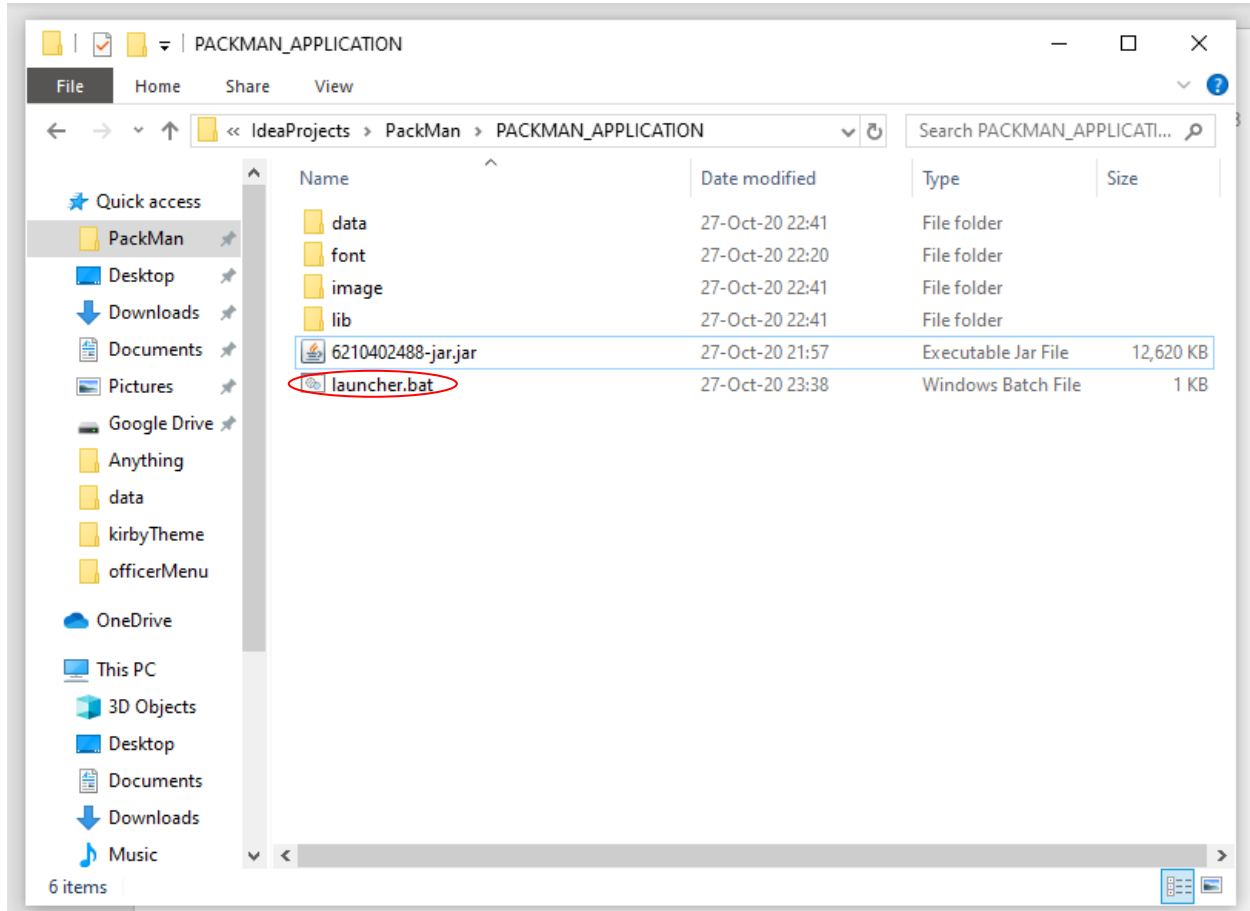 PACKMAN_APPLICATION
File Home Share View
« IdeaProjects > PackMan > PACKMAN_APPLICATION Search PACKMAN_APPLICATI...
Name Date modified Type Size
Quick access
PackMan
Desktop
Downloads
Documents
Pictures
Google Drive
Anything
data
kirbyTheme
officerMenu
OneDrive
This PC
3D Objects
Desktop
Documents
Downloads
Music
data 27-Oct-20 22:41 File folder
font 27-Oct-20 22:20 File folder
image 27-Oct-20 22:41 File folder
lib 27-Oct-20 22:41 File folder
6210402488-jar.jar 27-Oct-20 21:57 Executable Jar File 12,620 KB
launcher.bat 27-Oct-20 23:38 Windows Batch File 1 KB
6 items